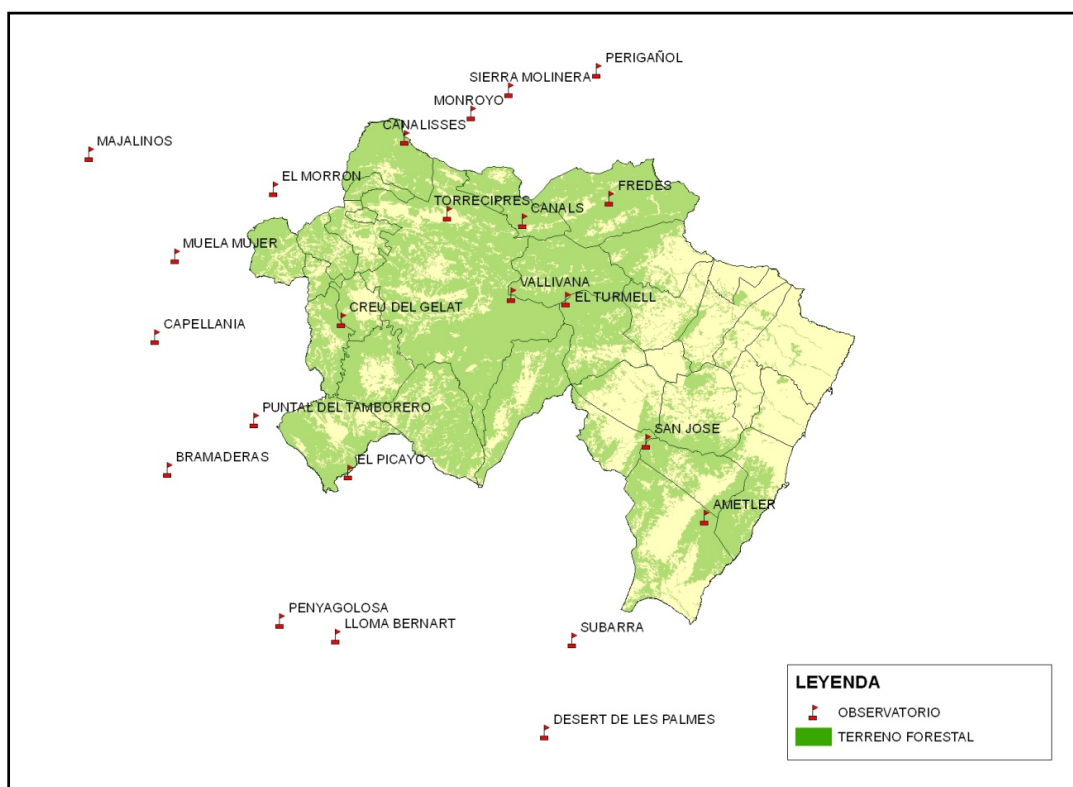 PERIGAÑOL
SIERRA MOLINERA
MONROYO
CANALISSES
MAJALINOS
EL MORRON
FREDES
TORRECIPRES
CANALS
MUELA MUJER
VALLIVANA
EL TURMELL
CREU DEL GELAT
CAPELLANIA
PUNTAL DEL TAMBORERO
SAN JOSE
BRAMADERAS
EL PICAYO
AMETLER
PENYAGOLOSA
LLOMA BERNART
SUBARRA
DESERT DE LES PALMES
LEYENDA
OBSERVATORIO
TERRENO FORESTAL